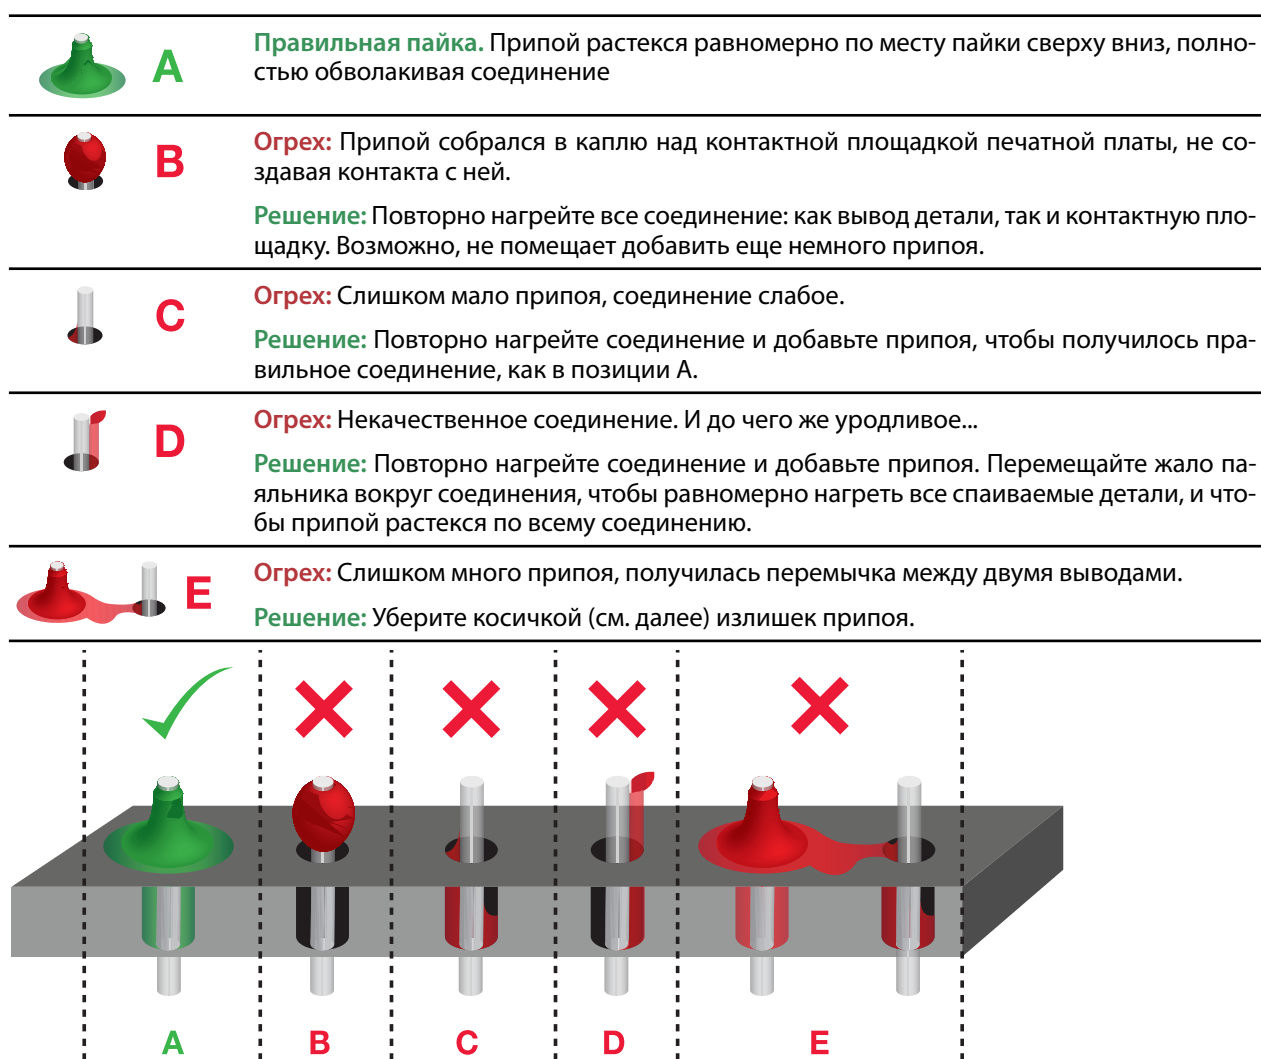 A
Правильная пайка. Припой растекся равномерно по месту пайки сверху вниз, полно-
стью обволакивая соединение
B
Огрех: Припой собрался в каплю над контактной площадкой печатной платы, не со-
здавая контакта с ней.
Решение: Повторно нагрейте все соединение: как вывод детали, так и контактную пло-
щадку. Возможно, не помещает добавить еще немного припоя.
C
Огрех: Слишком мало припоя, соединение слабое.
Решение: Повторно нагрейте соединение и добавьте припоя, чтобы получилось пра-
вильное соединение, как в позиции А.
D
Огрех: Некачественное соединение. И до чего же уродливое...
Решение: Повторно нагрейте соединение и добавьте припоя. Перемещайте жало па-
яльника вокруг соединения, чтобы равномерно нагреть все спаиваемые детали, и что-
бы припой растекся по всему соединению.
E
Огрех: Слишком много припоя, получилась перемычка между двумя выводами.
Решение: Уберите косичкой (см. далее) излишек припоя.
A B C D E